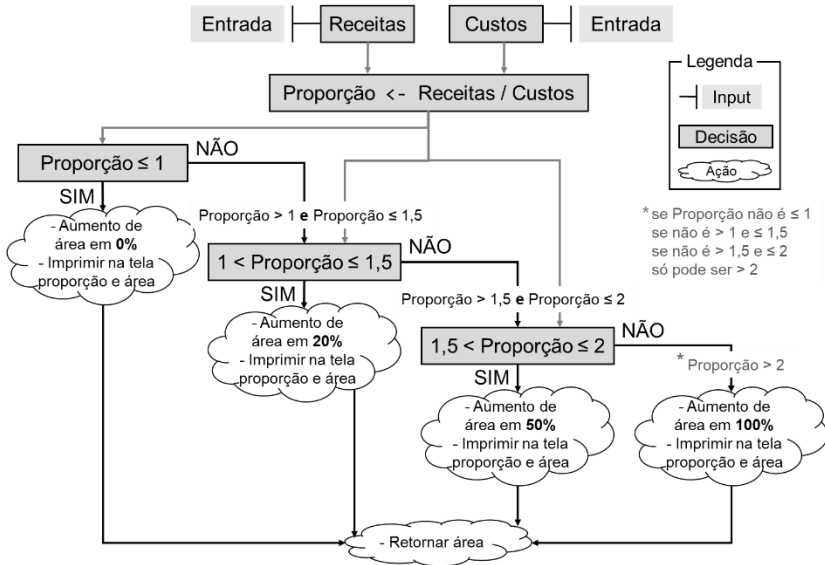 Entrada
Receitas
Custos
Entrada
Proporção <- Receitas / Custos
Legenda
Input
Decisão
Ação
Proporção ≤ 1
NÃO
SIM
- Aumento de
área em 0%
- Imprimir na tela
proporção e área
Proporção > 1 e Proporção ≤ 1,5
* se Proporção não é ≤ 1
se não é > 1 e ≤ 1,5
se não é > 1,5 e ≤ 2
só pode ser > 2
1 < Proporção ≤ 1,5
NÃO
SIM
- Aumento de
área em 20%
- Imprimir na tela
proporção e área
Proporção > 1,5 e Proporção ≤ 2
1,5 < Proporção ≤ 2
NÃO
SIM
* Proporção > 2
- Aumento de
área em 50%
- Imprimir na tela
proporção e área
- Aumento de
área em 100%
- Imprimir na tela
proporção e área
- Retornar área